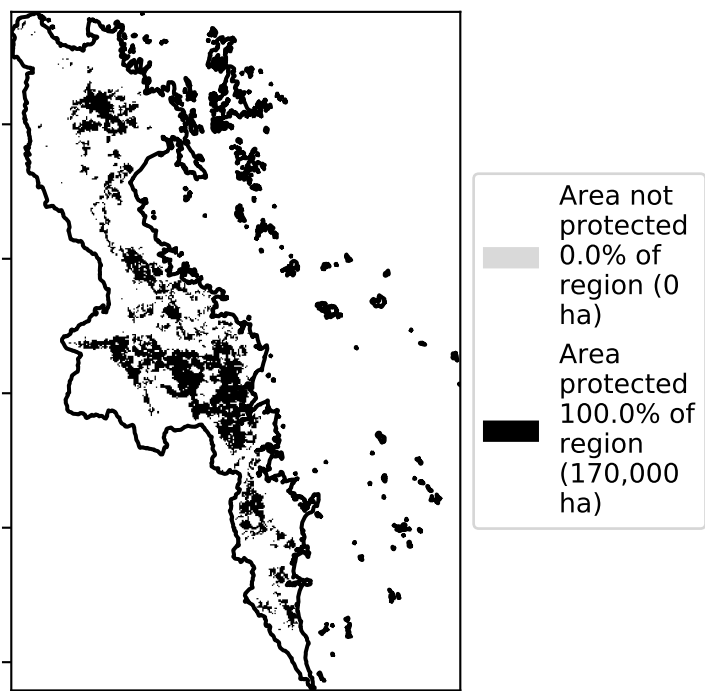 Area not
protected
0.0% of
region (0
ha)
Area
protected
100.0% of
region
(170,000
ha)